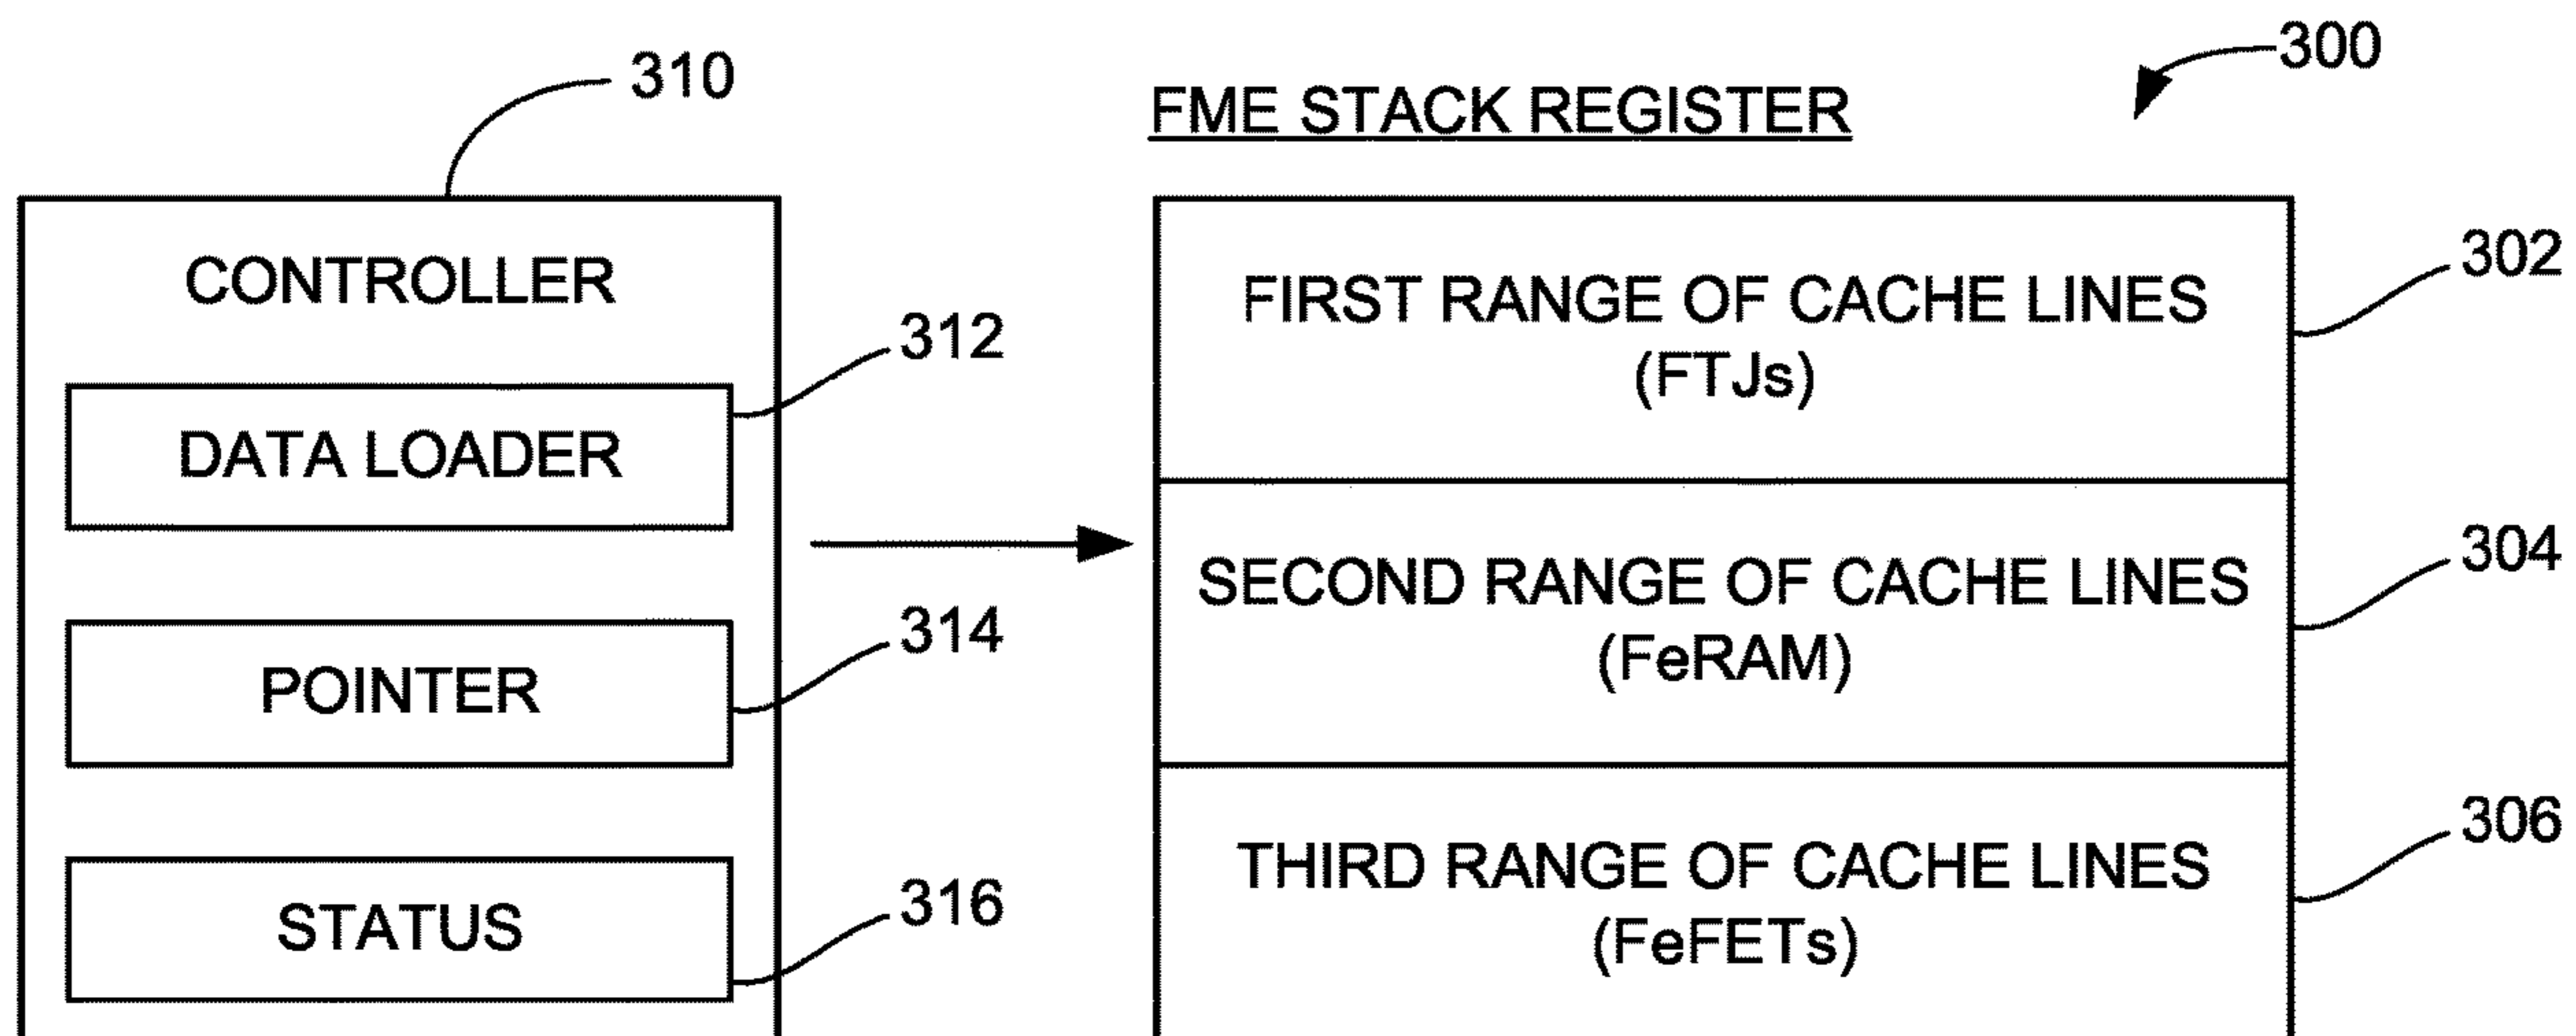 300
FME STACK REGISTER
310
CONTROLLER
312
DATA LOADER
314
POINTER
316
STATUS
302
FIRST RANGE OF CACHE LINES
(FTJs)
304
SECOND RANGE OF CACHE LINES
(FeRAM)
306
THIRD RANGE OF CACHE LINES
(FeFETs)